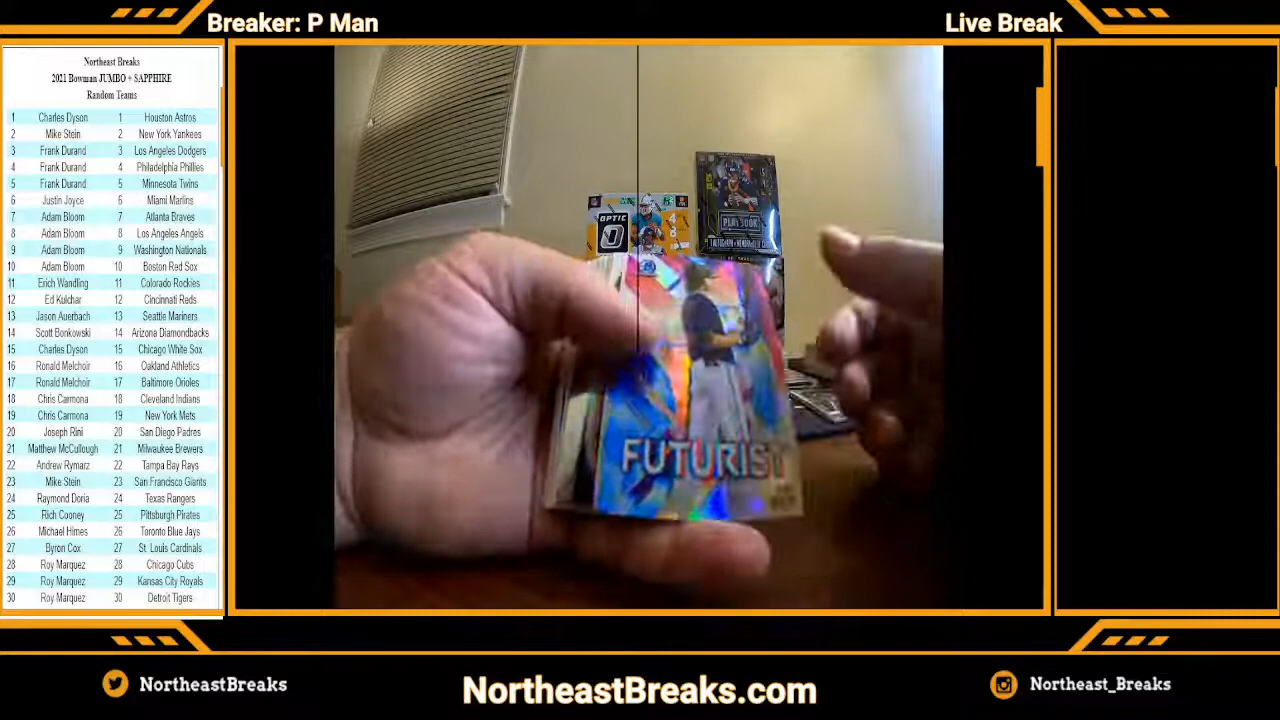 Breaker: P Man
Live Break
Northeast Breaks
2021 Bowman JUMBO + SAPPHIRE
Random Teams
1 Charles Dyson 1 Houston Astros
2 Mike Stein 2 New York Yankees
3 Frank Durand 3 Los Angeles Dodgers
4 Frank Durand 4 Philadelphia Phillies
5 Frank Durand 5 Minnesota Twins
6 Justin Joyce 6 Miami Marlins
7 Adam Bloom 7 Atlanta Braves
8 Adam Bloom 8 Los Angeles Angels
9 Adam Bloom 9 Washington Nationals
10 Adam Bloom 10 Boston Red Sox
11 Erich Wandling 11 Colorado Rockies
12 Ed Kulchar 12 Cincinnati Reds
13 Jason Auerbach 13 Seattle Mariners
14 Scott Bonkowski 14 Arizona Diamondbacks
15 Charles Dyson 15 Chicago White Sox
16 Ronald Melchoir 16 Oakland Athletics
17 Ronald Melchoir 17 Baltimore Orioles
18 Chris Carmona 18 Cleveland Indians
19 Chris Carmona 19 New York Mets
20 Joseph Rini 20 San Diego Padres
21 Matthew McCullough 21 Milwaukee Brewers
22 Andrew Rymarz 22 Tampa Bay Rays
23 Mike Stein 23 San Francisco Giants
24 Raymond Doria 24 Texas Rangers
25 Rich Cooney 25 Pittsburgh Pirates
26 Michael Himes 26 Toronto Blue Jays
27 Byron Cox 27 St. Louis Cardinals
28 Roy Marquez 28 Chicago Cubs
29 Roy Marquez 29 Kansas City Royals
30 Roy Marquez 30 Detroit Tigers
OPTIC
PLAYBOOK
FUTURIST
NortheastBreaks
NortheastBreaks.com
Northeast_Breaks